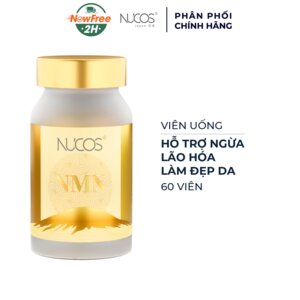 NowFree
2H
NUCOS
PHÂN PHỐI
CHÍNH HÃNG
NUCOS
NMN
VIÊN UỐNG
HỖ TRỢ NGỪA
LÃO HÓA
LÀM ĐẸP DA
60 VIÊN